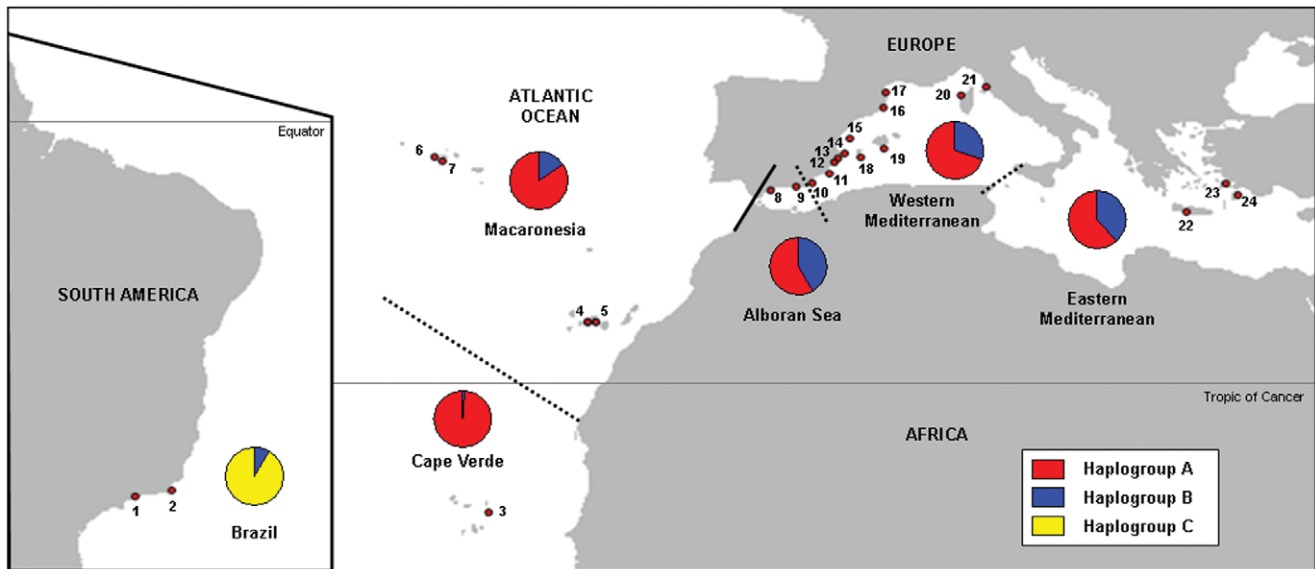 EUROPE
ATLANTIC
OCEAN
Equator
Macaronesia
Western
Mediterranean
SOUTH AMERICA
Alboran Sea
Eastern
Mediterranean
Tropic of Cancer
Cape Verde
AFRICA
Brazil
Haplogroup A
Haplogroup B
Haplogroup C
1
2
3
4
5
6
7
8
9
10
11
12
13
14
15
16
17
18
19
20
21
22
23
24